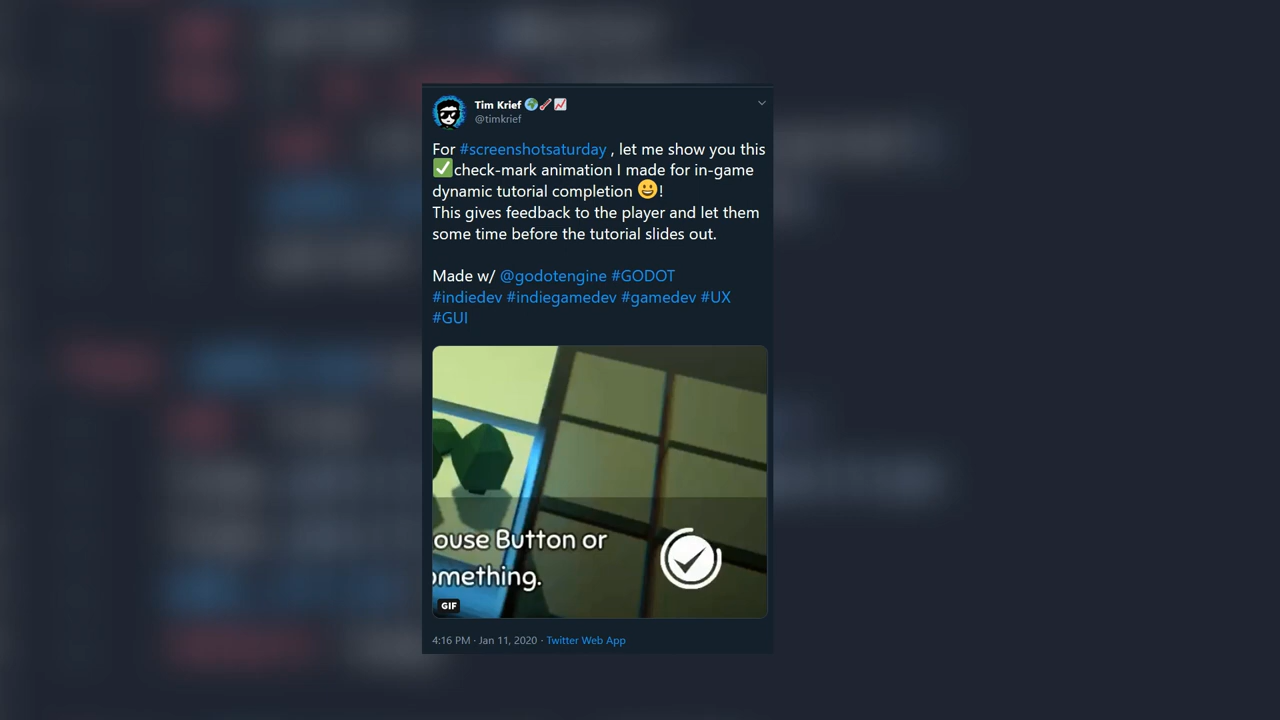 Tim Krief 🌍🚀📈
@timkrief
For #screenshotsaturday , let me show you this
✅check-mark animation I made for in-game
dynamic tutorial completion 😀!
This gives feedback to the player and let them
some time before the tutorial slides out.
Made w/ @godotengine #GODOT
#indiedev #indiegamedev #gamedev #UX
#GUI
ouse Button or
omething.
GIF
4:16 PM · Jan 11, 2020 · Twitter Web App